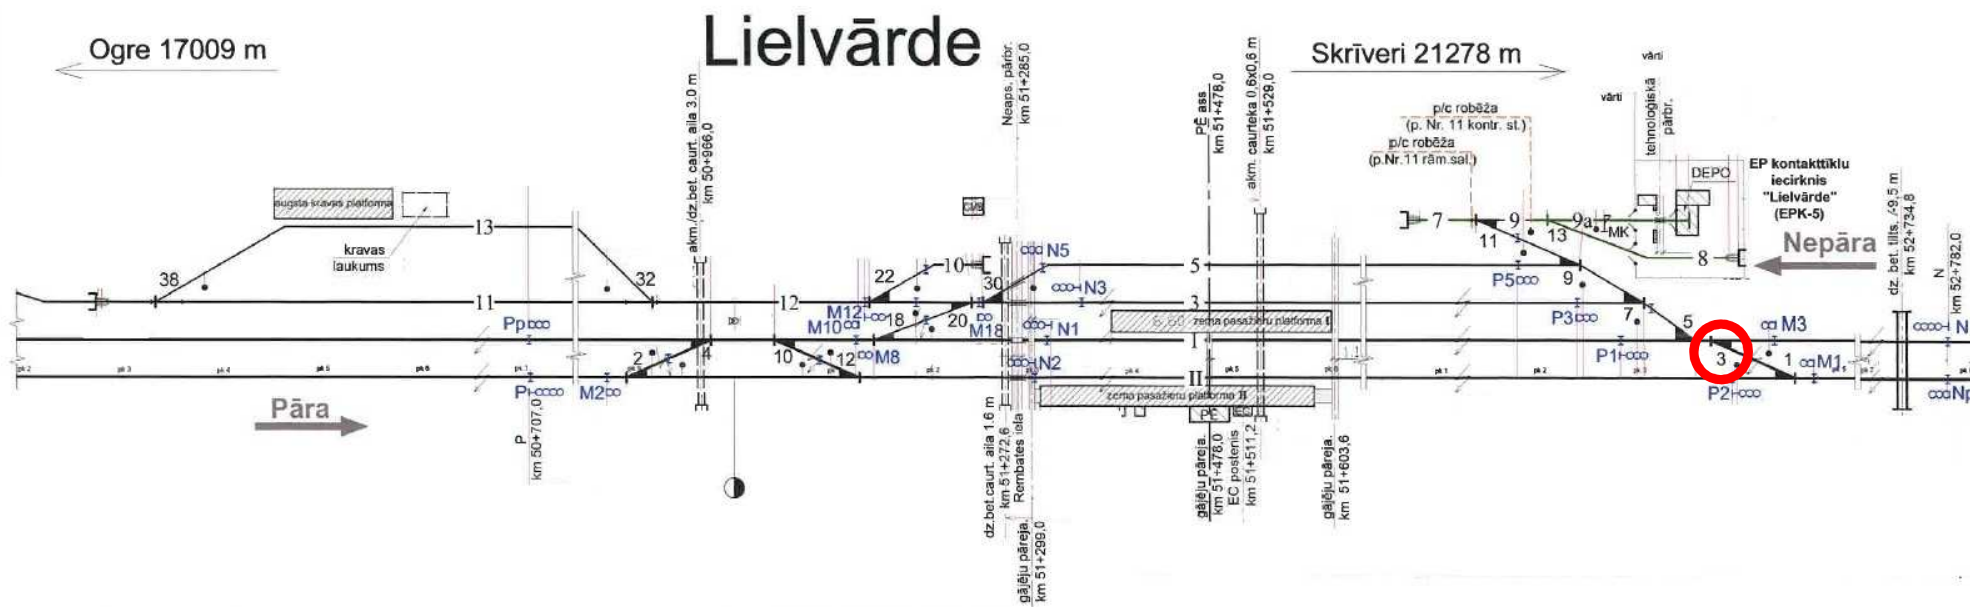 Lielvārde
Ogre 17009 m
Skrīveri 21278 m
akm./dz.bet. caurt. aila 3.0 m
km 50+966,0
Neaps. pārbr.
km 51+285,0
PĒ ass
km 51+478,0
akm. caurteka 0,6x0,6 m
km 51+529,0
p/c robēža
(p. Nr. 11 kontr. st.)
p/c robēža
(p.Nr.11 rām.sal.)
vārti
vārti
tehnoloģiskā
pārbr.
DEPO
EP kontakttīklu
iecirknis
"Lielvārde"
(EPK-5)
Nepāra
dz. bet. tilts
km 52+734,8
N
km 52+782,0
augsta kravas platforma
kravas
laukums
13
38
32
11
12
22
10
30
N5
5
7
9
9a
11
13
MK
8
P5
9
N3
3
M12
18
M10
20
M18
N1
P3
7
5
zema pasažieru platforma I
Pp
2
4
10
12
M8
1
P1
3
M3
1
M1
N
N2
II
P
M2
zema pasažieru platforma II
P2
Np
PĒ
EC
Pāra
P
km 50+707,0
dz.bet.caurt. aila 1.6 m
km 51+272,6
Rembates iela
gājēju pāreja.
km 51+299,0
gājēju pāreja.
km 51+478,0
EC postenis
km 51+511,2
gājēju pāreja.
km 51+603,6